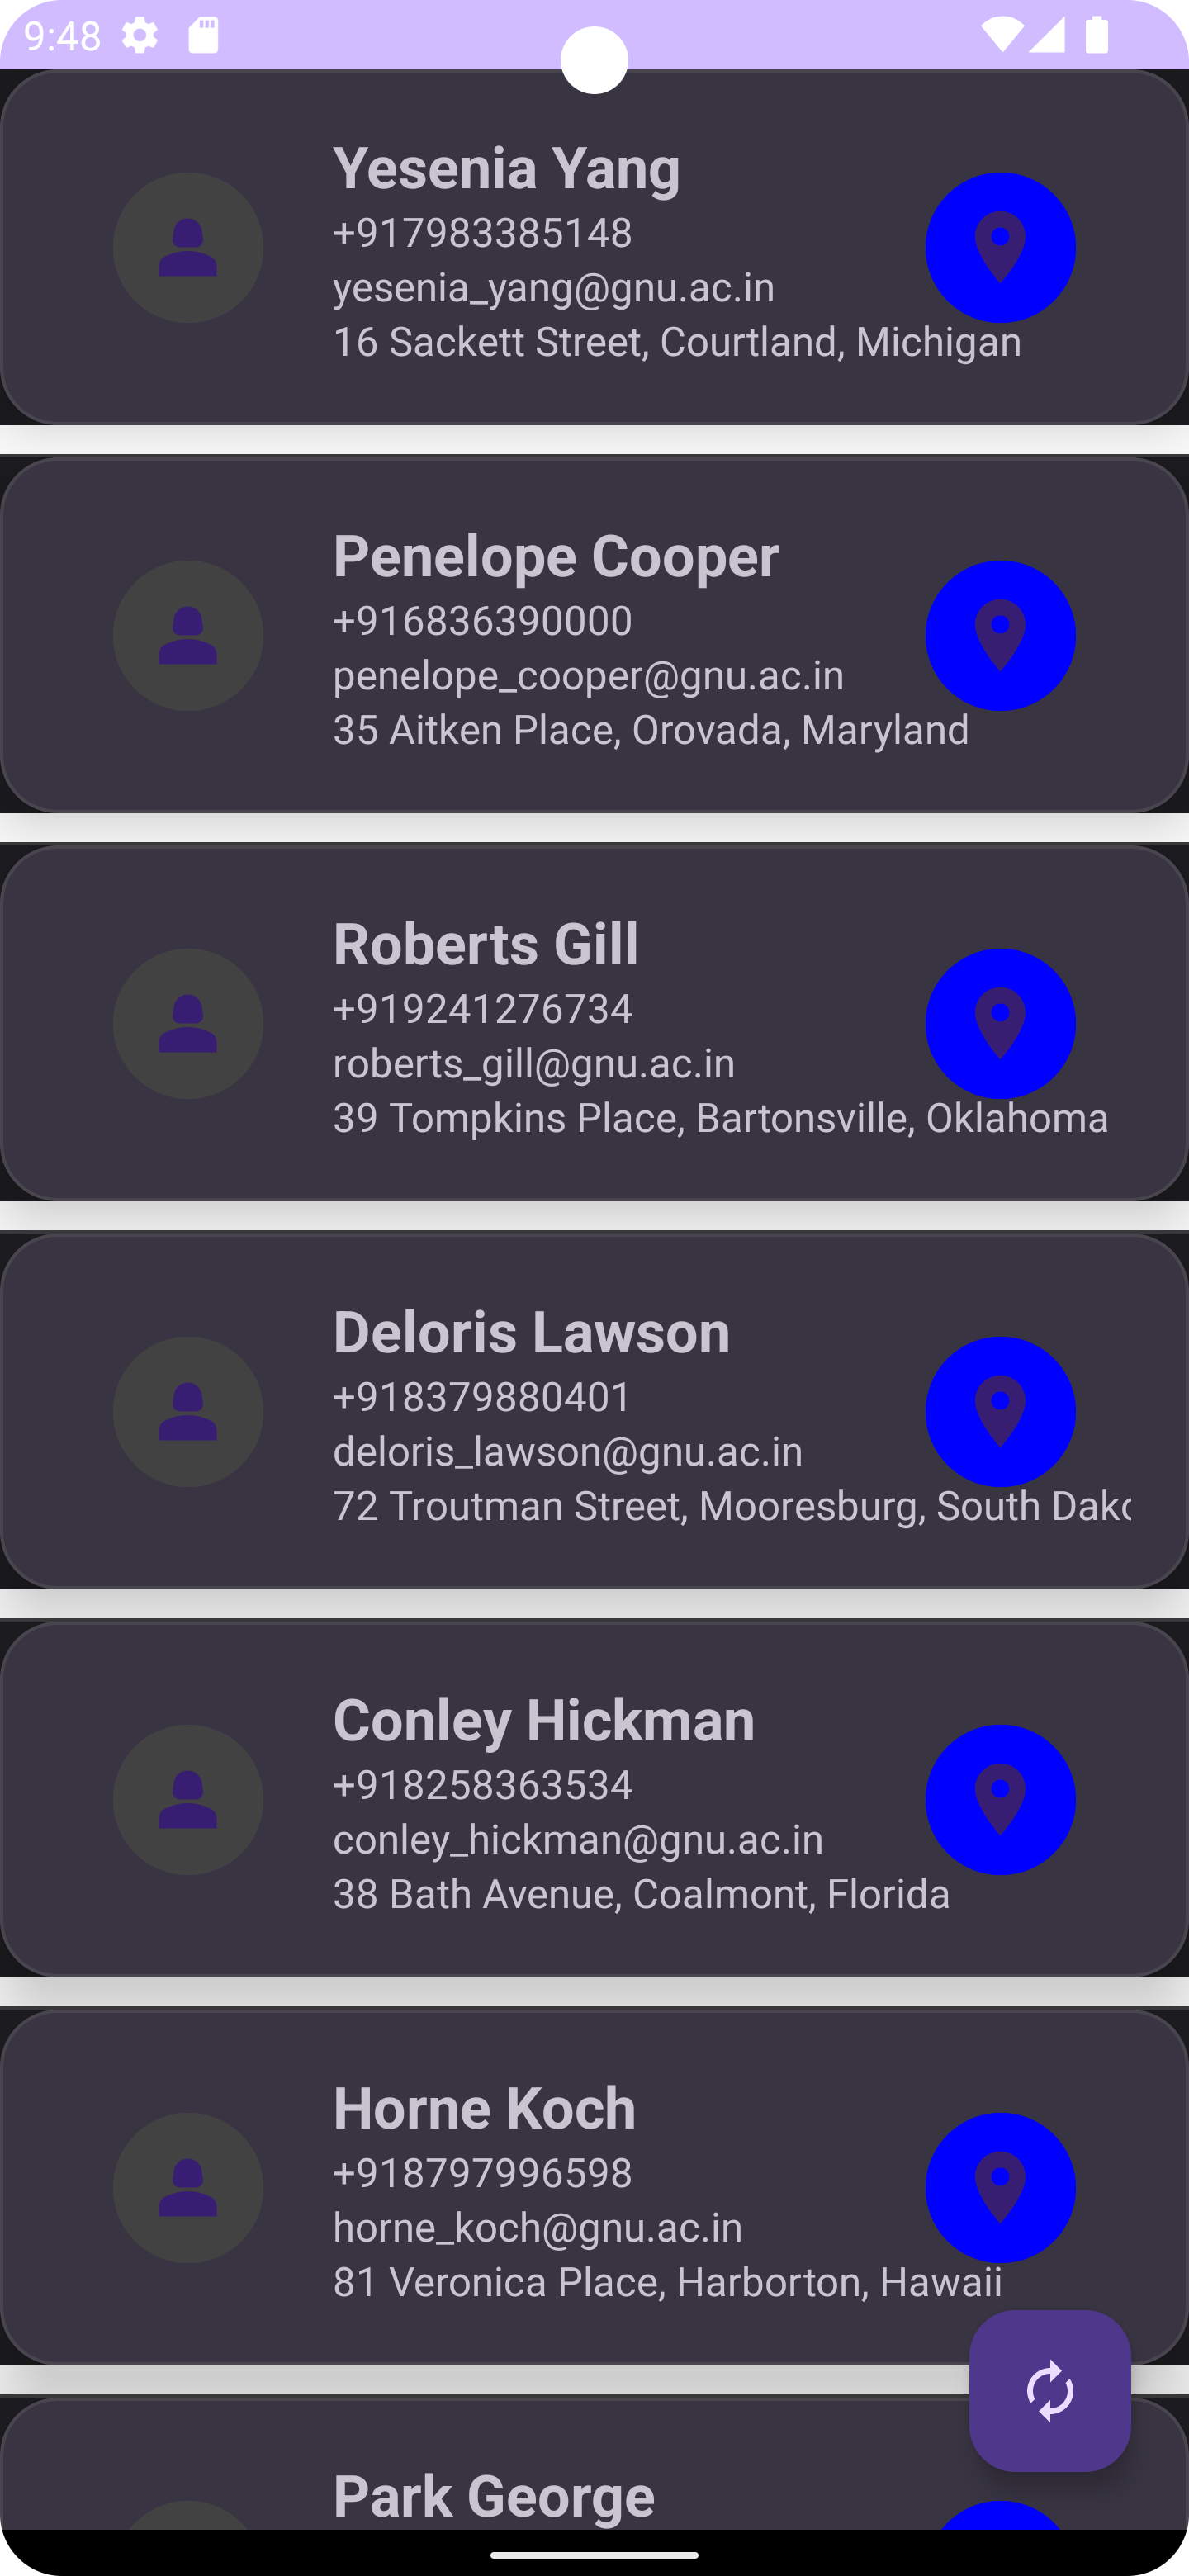 9:48
Yesenia Yang
+917983385148
yesenia_yang@gnu.ac.in
16 Sackett Street, Courtland, Michigan
Penelope Cooper
+916836390000
penelope_cooper@gnu.ac.in
35 Aitken Place, Orovada, Maryland
Roberts Gill
+919241276734
roberts_gill@gnu.ac.in
39 Tompkins Place, Bartonsville, Oklahoma
Deloris Lawson
+918379880401
deloris_lawson@gnu.ac.in
72 Troutman Street, Mooresburg, South Dako
Conley Hickman
+918258363534
conley_hickman@gnu.ac.in
38 Bath Avenue, Coalmont, Florida
Horne Koch
+918797996598
horne_koch@gnu.ac.in
81 Veronica Place, Harborton, Hawaii
Park George